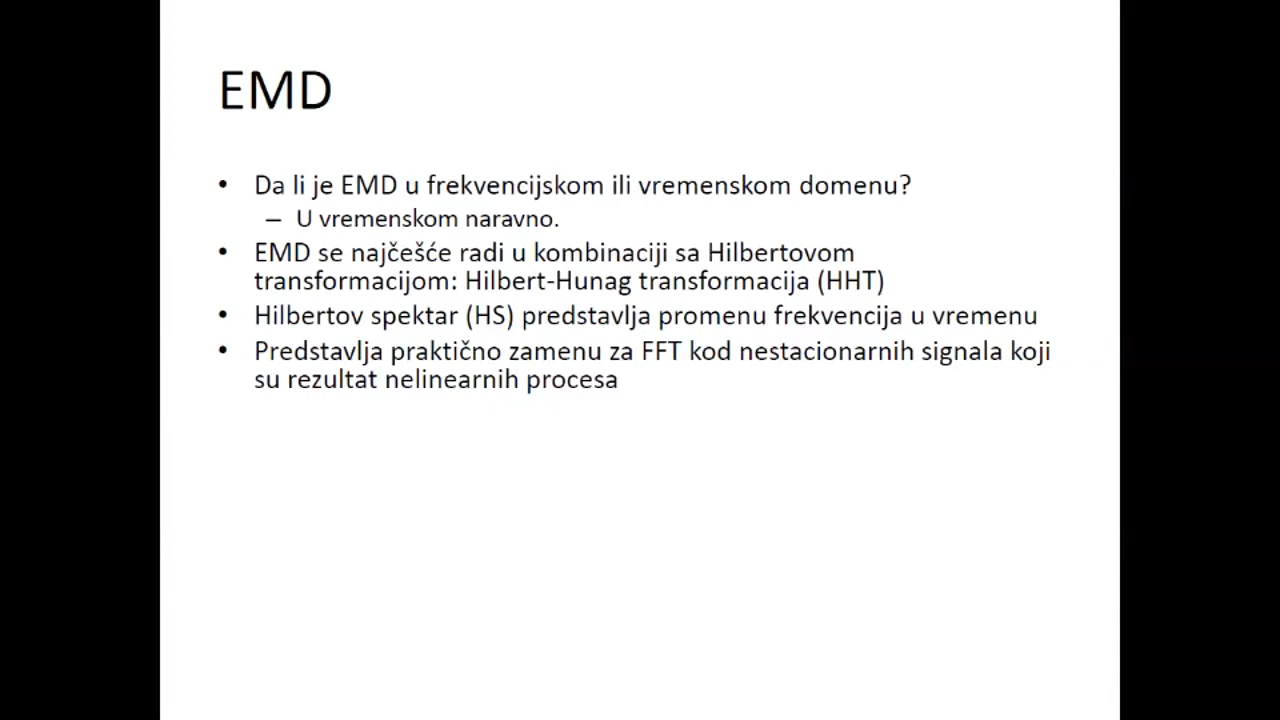 EMD
• Da li je EMD u frekvencijskom ili vremenskom domenu?
– U vremenskom naravno.
• EMD se najčešće radi u kombinaciji sa Hilbertovom
transformacijom: Hilbert-Hunag transformacija (HHT)
• Hilbertov spektar (HS) predstavlja promenu frekvencija u vremenu
• Predstavlja praktično zamenu za FFT kod nestacionarnih signala koji
su rezultat nelinearnih procesa